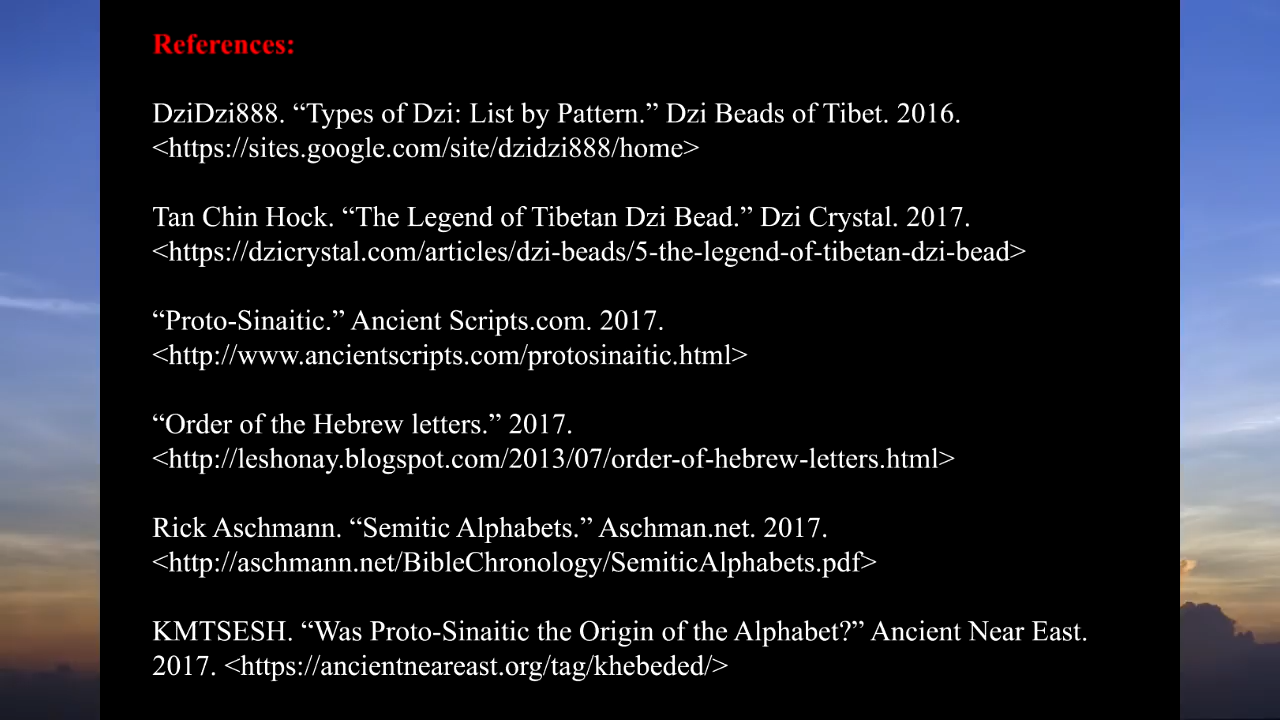 References:
DziDzi888. “Types of Dzi: List by Pattern.” Dzi Beads of Tibet. 2016.
<https://sites.google.com/site/dzidzi888/home>
Tan Chin Hock. “The Legend of Tibetan Dzi Bead.” Dzi Crystal. 2017.
<https://dzicrystal.com/articles/dzi-beads/5-the-legend-of-tibetan-dzi-bead>
“Proto-Sinaitic.” Ancient Scripts.com. 2017.
<http://www.ancientscripts.com/protosinaitic.html>
“Order of the Hebrew letters.” 2017.
<http://leshonay.blogspot.com/2013/07/order-of-hebrew-letters.html>
Rick Aschmann. “Semitic Alphabets.” Aschman.net. 2017.
<http://aschmann.net/BibleChronology/SemiticAlphabets.pdf>
KMTSESH. “Was Proto-Sinaitic the Origin of the Alphabet?” Ancient Near East.
2017. <https://ancientneareast.org/tag/khebeded/>